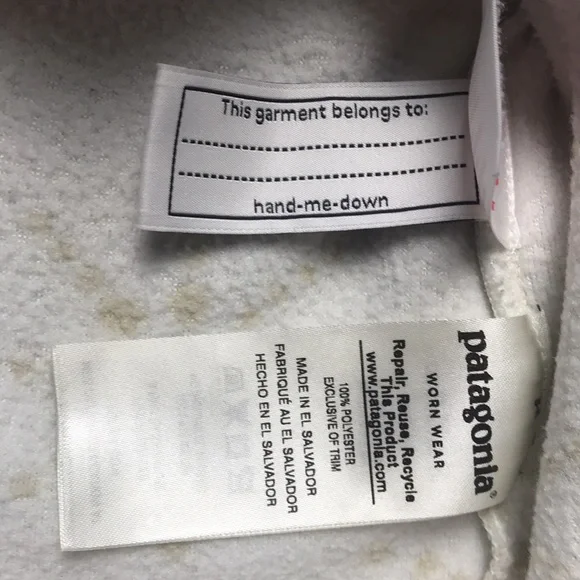 This garment belongs to:
hand-me-down
patagonia®
WORN WEAR
Repair, Reuse, Recycle
This Product
www.patagonia.com
100% POLYESTER
EXCLUSIVE OF TRIM
MADE IN EL SALVADOR
FABRIQUÉ AU EL SALVADOR
HECHO EN EL SALVADOR